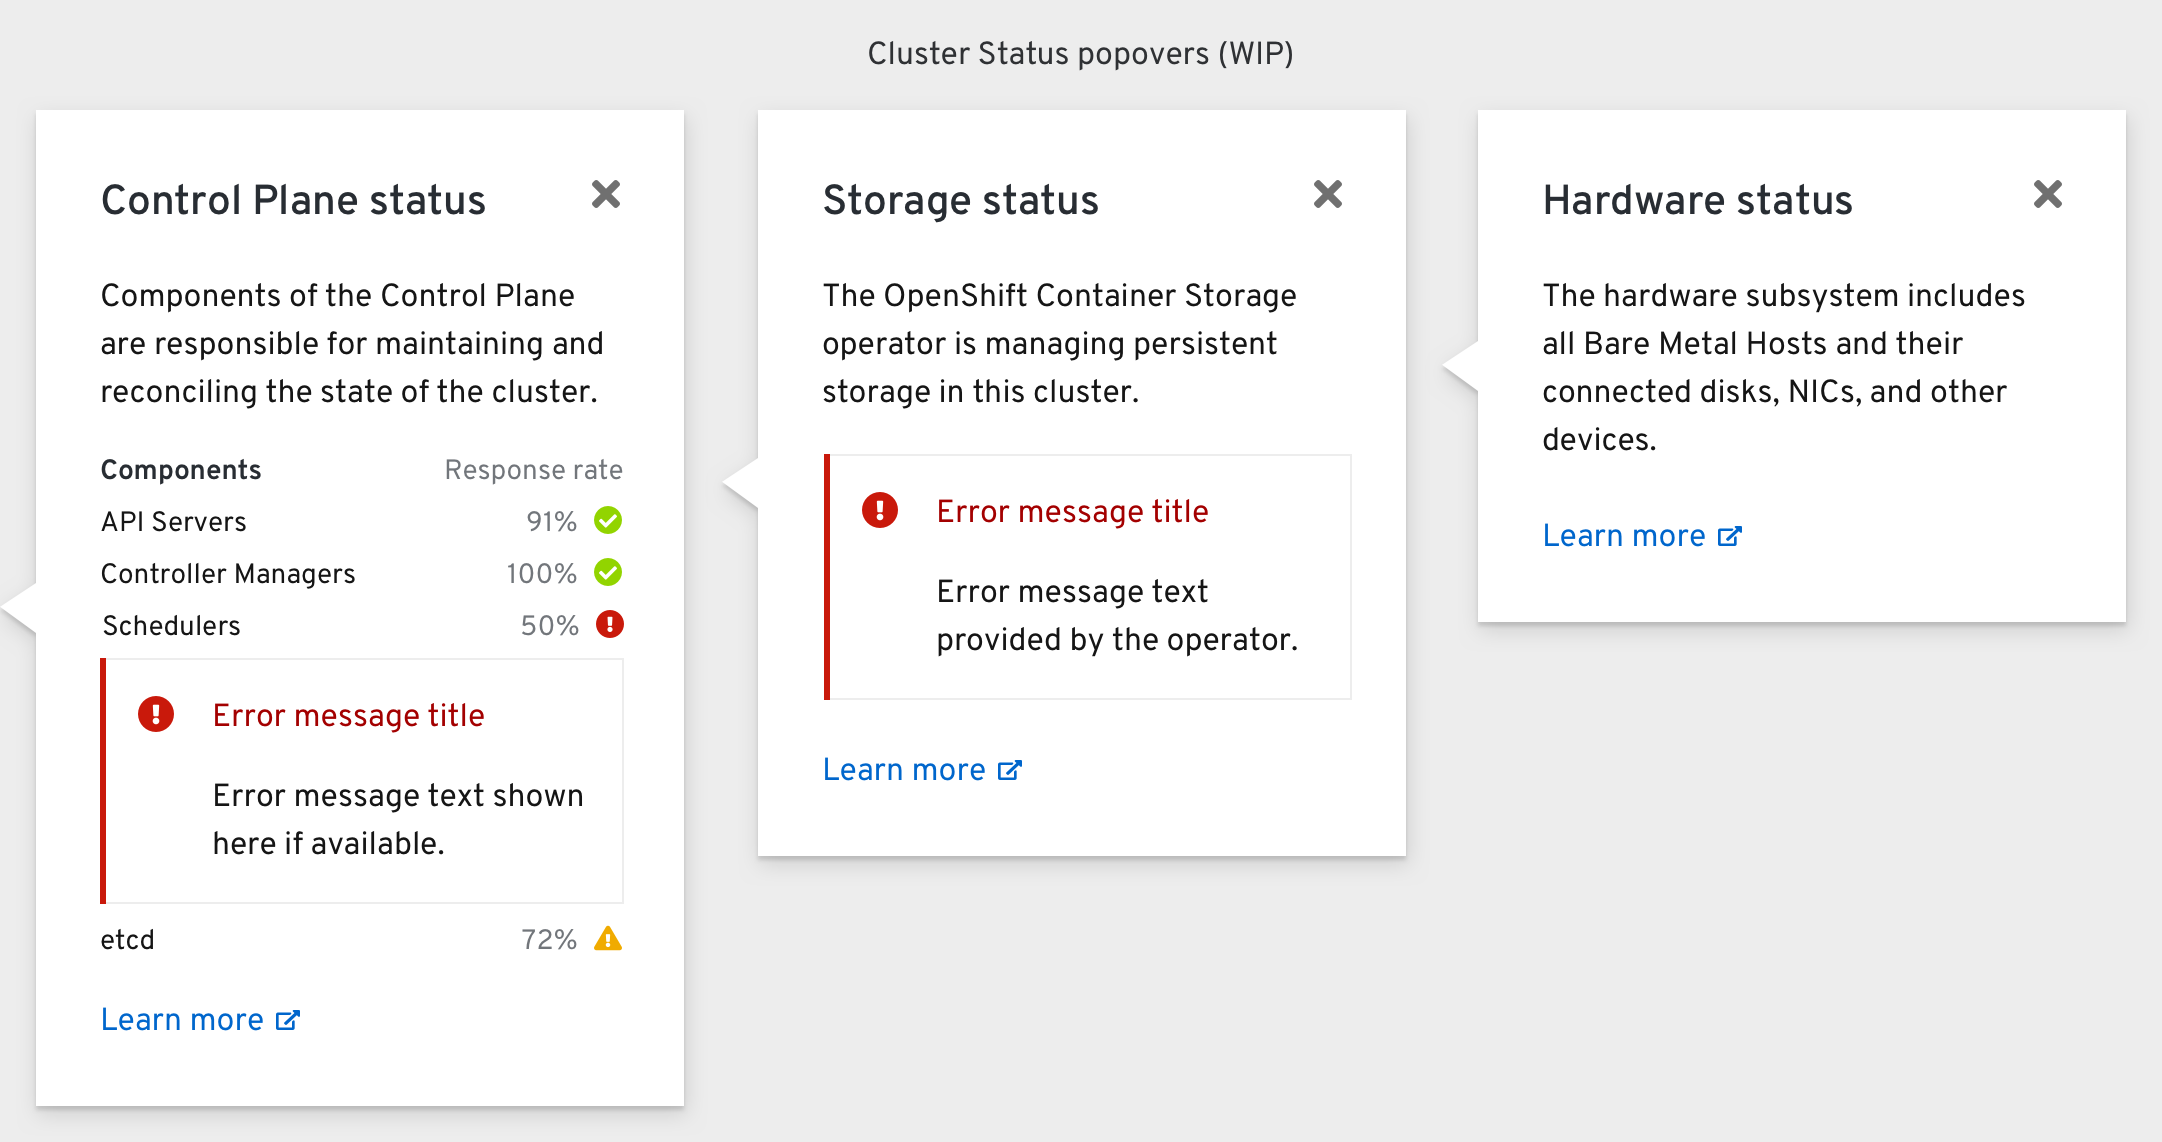 Cluster Status popovers (WIP)
Control Plane status
Components of the Control Plane
are responsible for maintaining and
reconciling the state of the cluster.
Components Response rate
API Servers 91%
Controller Managers 100%
Schedulers 50%
Error message title
Error message text shown
here if available.
etcd 72%
Learn more
Storage status
The OpenShift Container Storage
operator is managing persistent
storage in this cluster.
Error message title
Error message text
provided by the operator.
Learn more
Hardware status
The hardware subsystem includes
all Bare Metal Hosts and their
connected disks, NICs, and other
devices.
Learn more